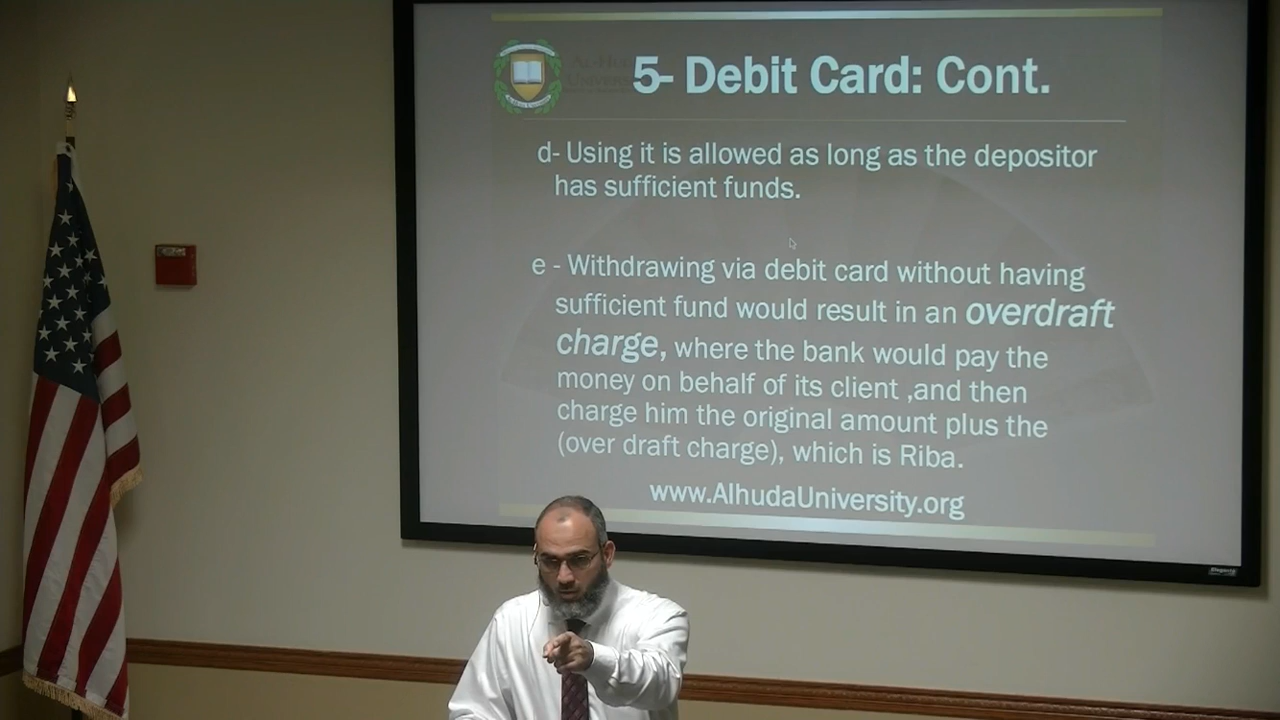 5- Debit Card: Cont.
d- Using it is allowed as long as the depositor
has sufficient funds.
e - Withdrawing via debit card without having
sufficient fund would result in an overdraft
charge, where the bank would pay the
money on behalf of its client ,and then
charge him the original amount plus the
(over draft charge), which is Riba.
www.AlhudaUniversity.org